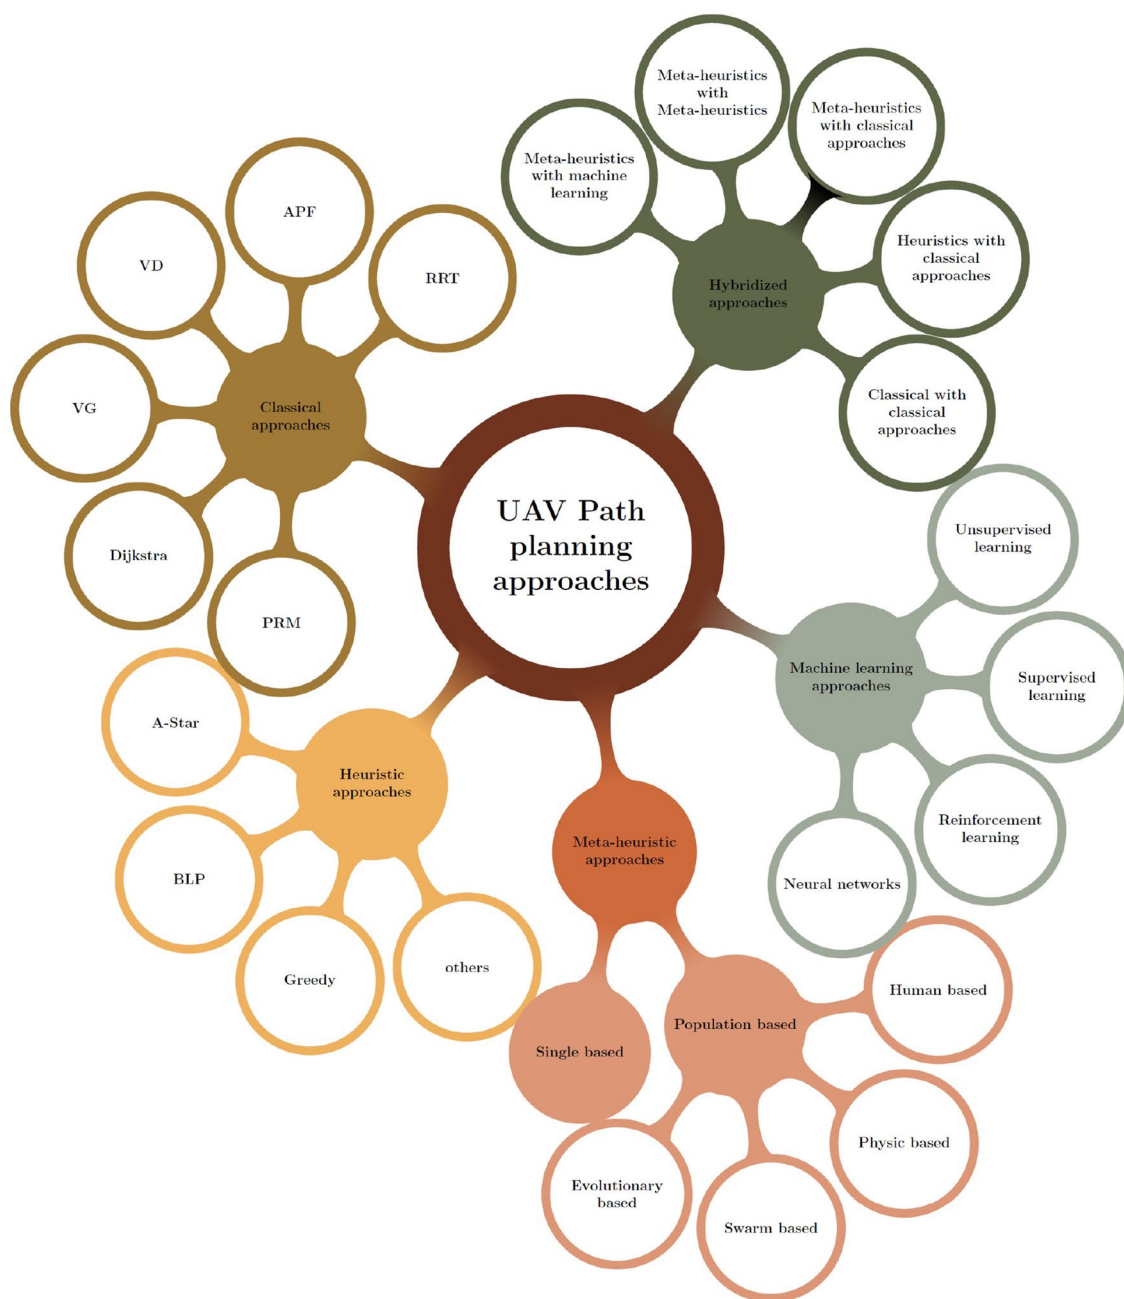 UAV Path
planning
approaches
Classical
approaches
RRT
APF
VD
VG
Dijkstra
PRM
Heuristic
approaches
A-Star
BLP
Greedy
others
Meta-heuristic
approaches
Single based
Population based
Evolutionary
based
Swarm based
Physic based
Human based
Machine learning
approaches
Neural networks
Reinforcement
learning
Supervised
learning
Unsupervised
learning
Hybridized
approaches
Classical with
classical
approaches
Heuristics with
classical
approaches
Meta-heuristics
with classical
approaches
Meta-heuristics
with
Meta-heuristics
Meta-heuristics
with machine
learning